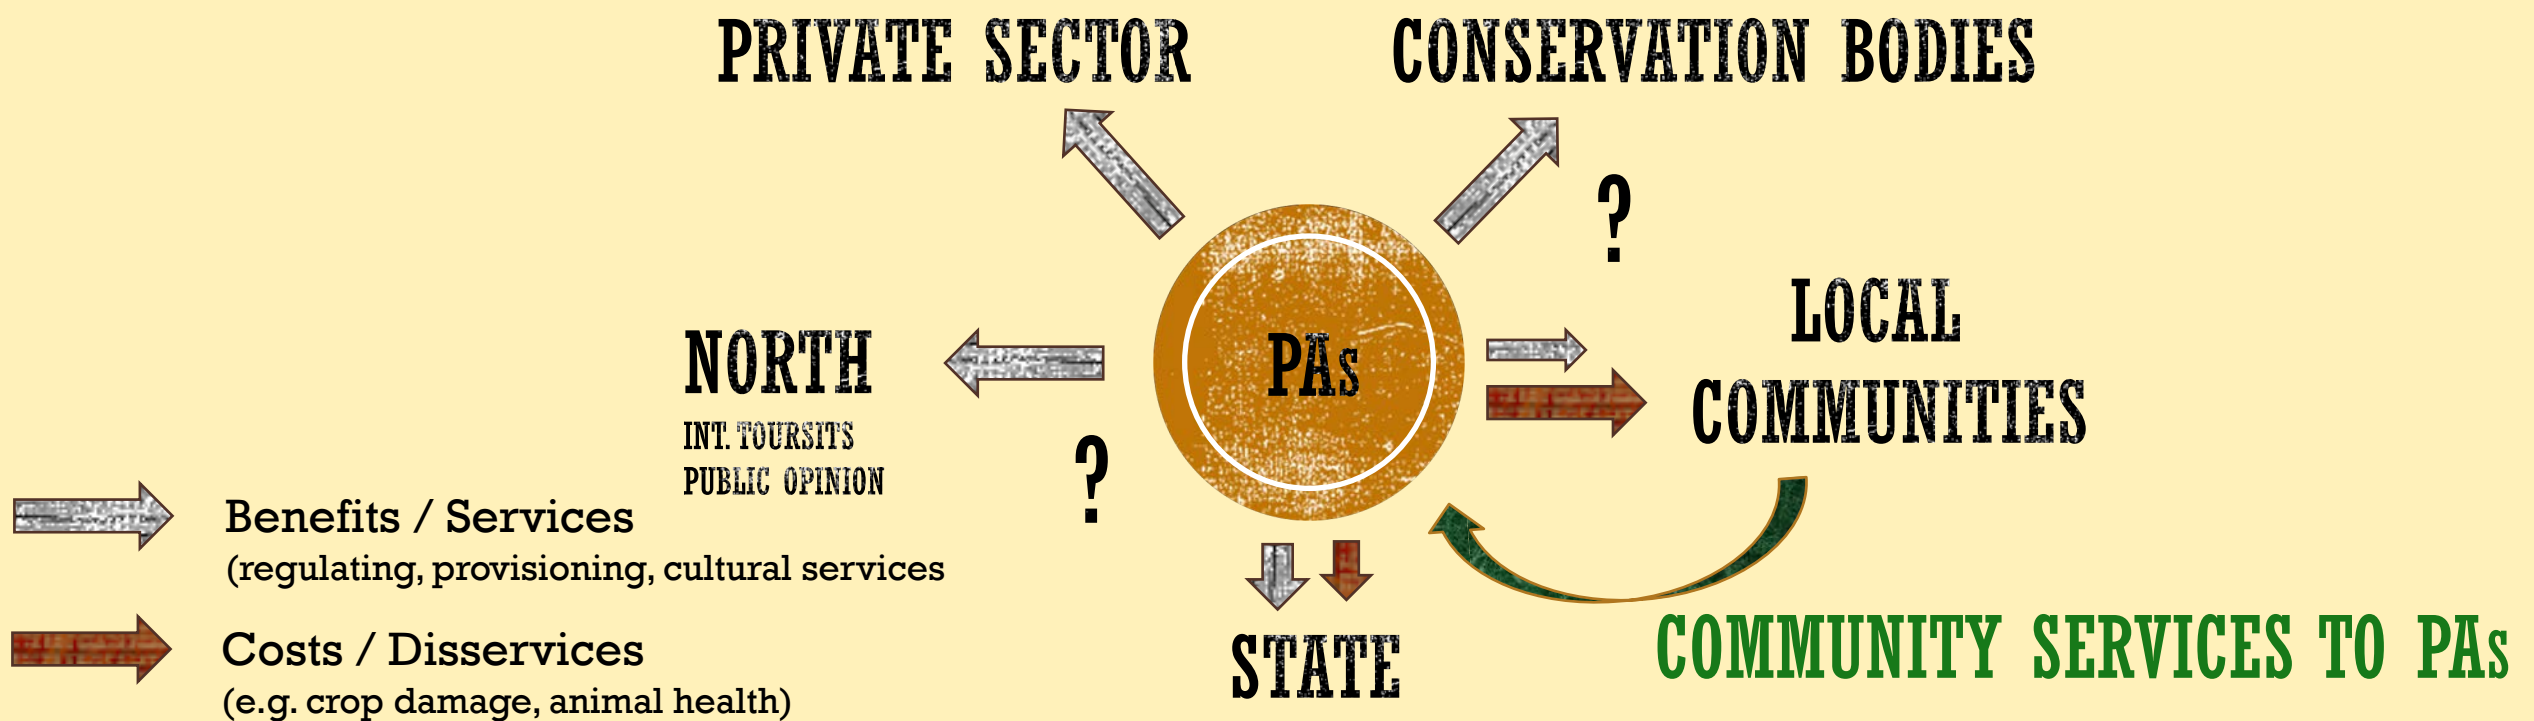 PRIVATE SECTOR
CONSERVATION BODIES
?
LOCAL
COMMUNITIES
NORTH
INT. TOURSITS
PUBLIC OPINION
PAs
?
Benefits / Services
(regulating, provisioning, cultural services
Costs / Disservices
(e.g. crop damage, animal health)
STATE
COMMUNITY SERVICES TO PAs